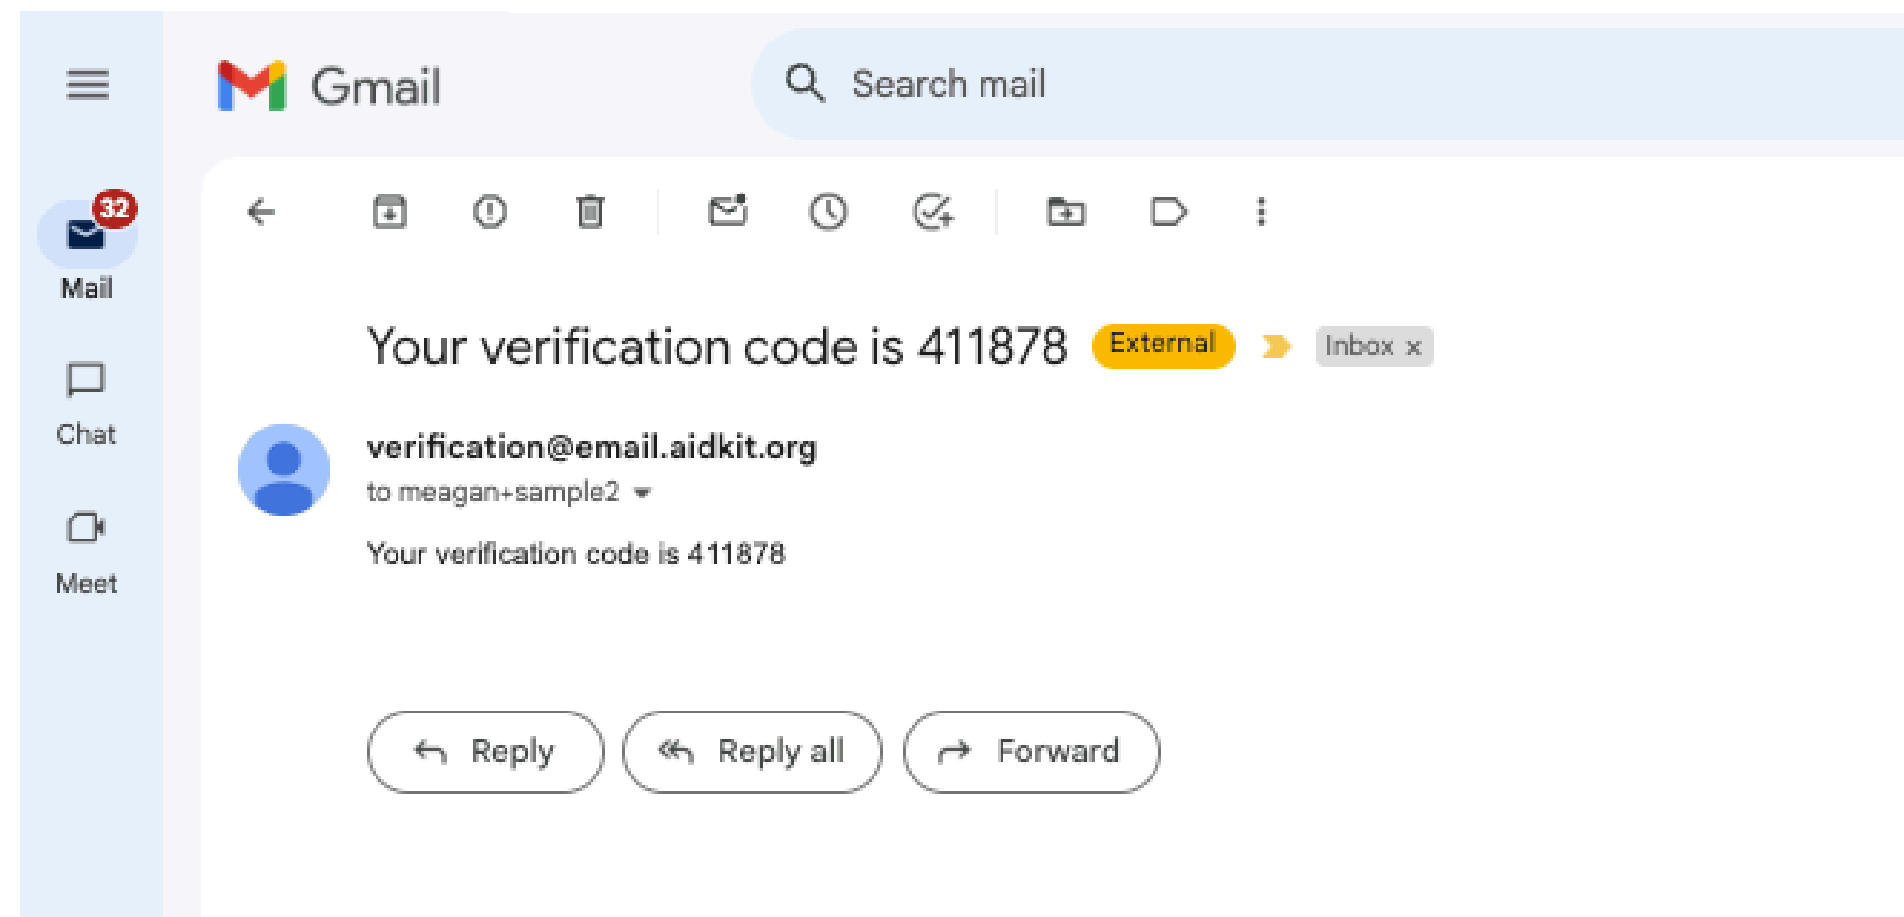 Gmail
Search mail
32
Mail
Chat
Meet
Your verification code is 411878 External Inbox x
verification@email.aidkit.org
to meagan+sample2
Your verification code is 411878
Reply Reply all Forward